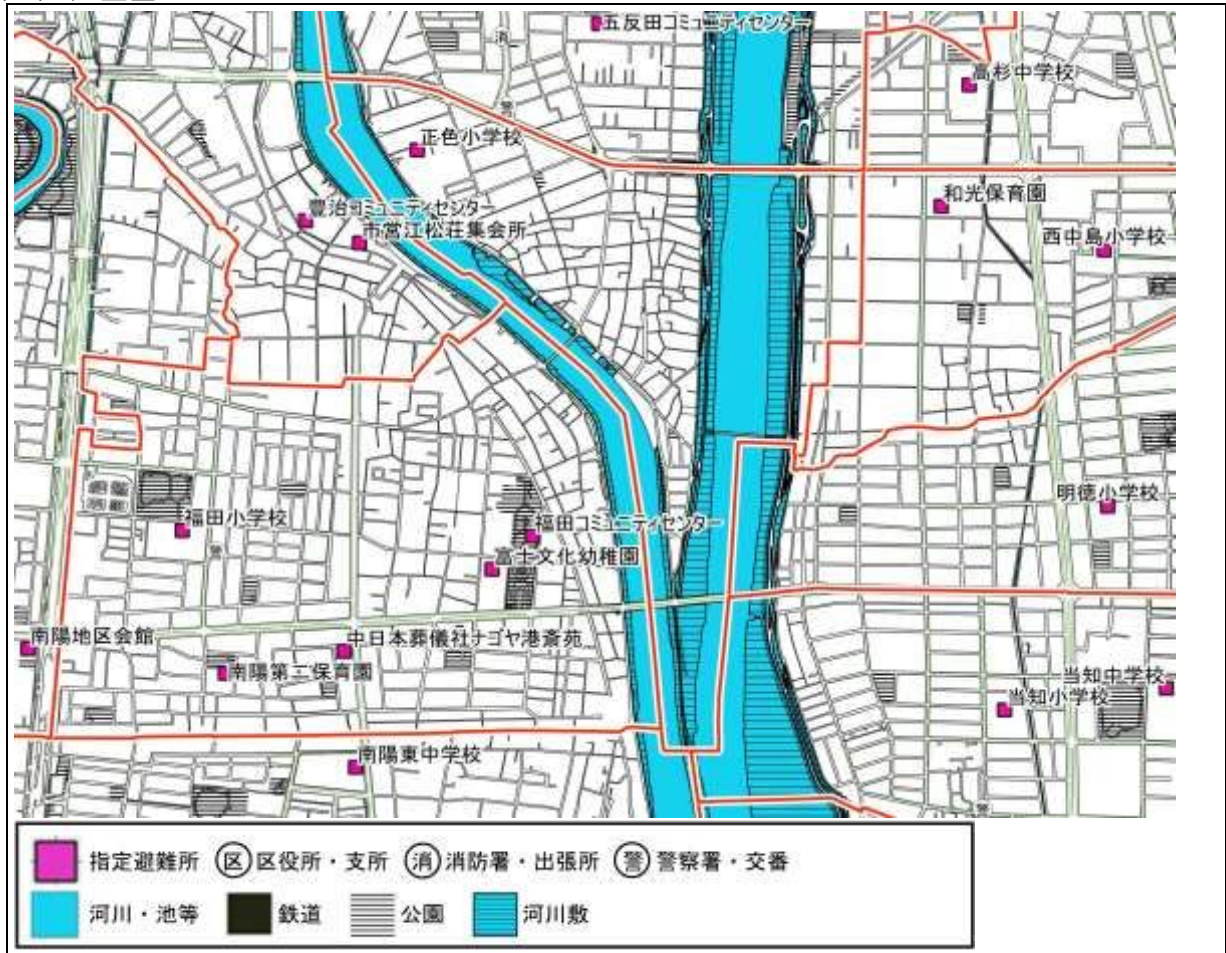 五反田コミュニティセンター
消
高杉中学校
警
正色小学校
和光保育園
豊治コミュニティセンター
市営江松荘集会所
西中島小学校
明徳小学校
福田小学校
福田コミュニティセンター
警
富士文化幼稚園
南陽地区会館
中日本葬儀社ナゴヤ港斎苑
南陽第二保育園
当知中学校
当知小学校
南陽東中学校
警
指定避難所 区 区役所・支所 消 消防署・出張所 警 警察署・交番
河川・池等 鉄道 公園 河川敷